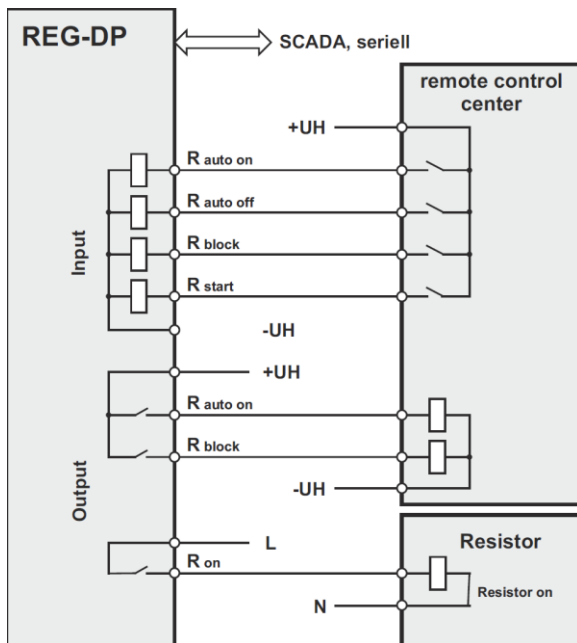 REG-DP
SCADA, seriell
remote control
center
+UH
R auto on
R auto off
R block
R start
Input
-UH
+UH
R auto on
R block
-UH
Output
L
Resistor
R on
Resistor on
N